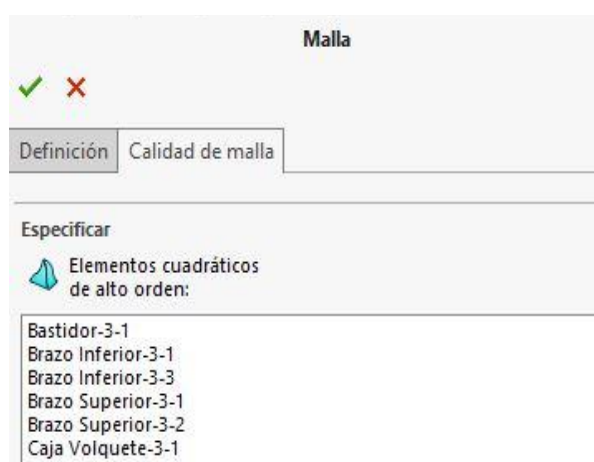 Malla
Definición Calidad de malla
Especificar
Elementos cuadráticos
de alto orden:
Bastidor-3-1
Brazo Inferior-3-1
Brazo Inferior-3-3
Brazo Superior-3-1
Brazo Superior-3-2
Caja Volquete-3-1